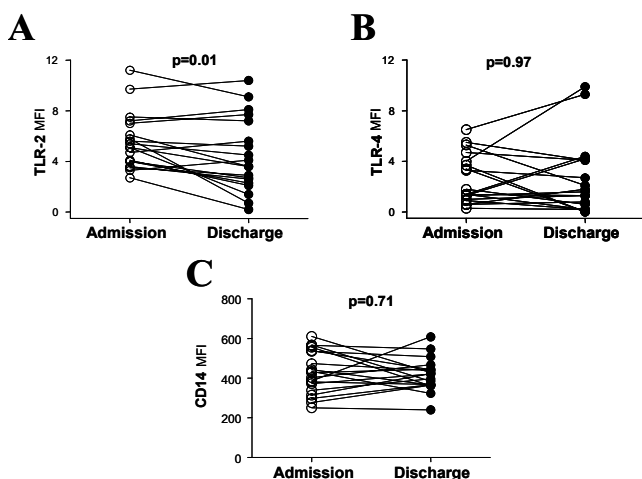 A
B
p=0.01
p=0.97
12
8
4
0
TLR-2 MFI
Admission
Discharge
12
8
4
0
TLR-4 MFI
Admission
Discharge
C
p=0.71
800
600
400
200
0
CD14 MFI
Admission
Discharge